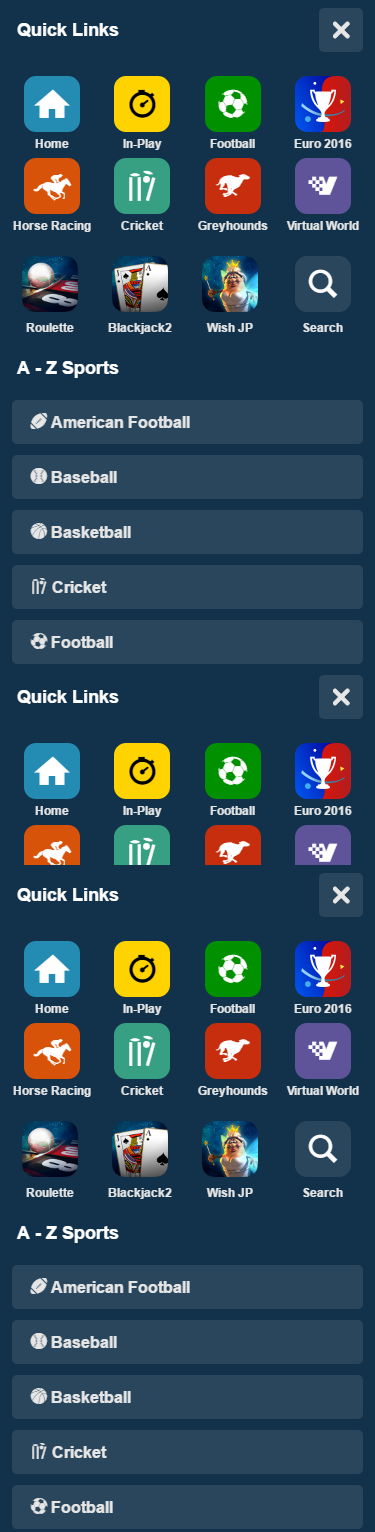 Quick Links
Home In-Play Football Euro 2016
Horse Racing Cricket Greyhounds Virtual World
Roulette Blackjack2 Wish JP Search
A - Z Sports
American Football
Baseball
Basketball
Cricket
Football
Quick Links
Home In-Play Football Euro 2016
Quick Links
Home In-Play Football Euro 2016
Horse Racing Cricket Greyhounds Virtual World
Roulette Blackjack2 Wish JP Search
A - Z Sports
American Football
Baseball
Basketball
Cricket
Football